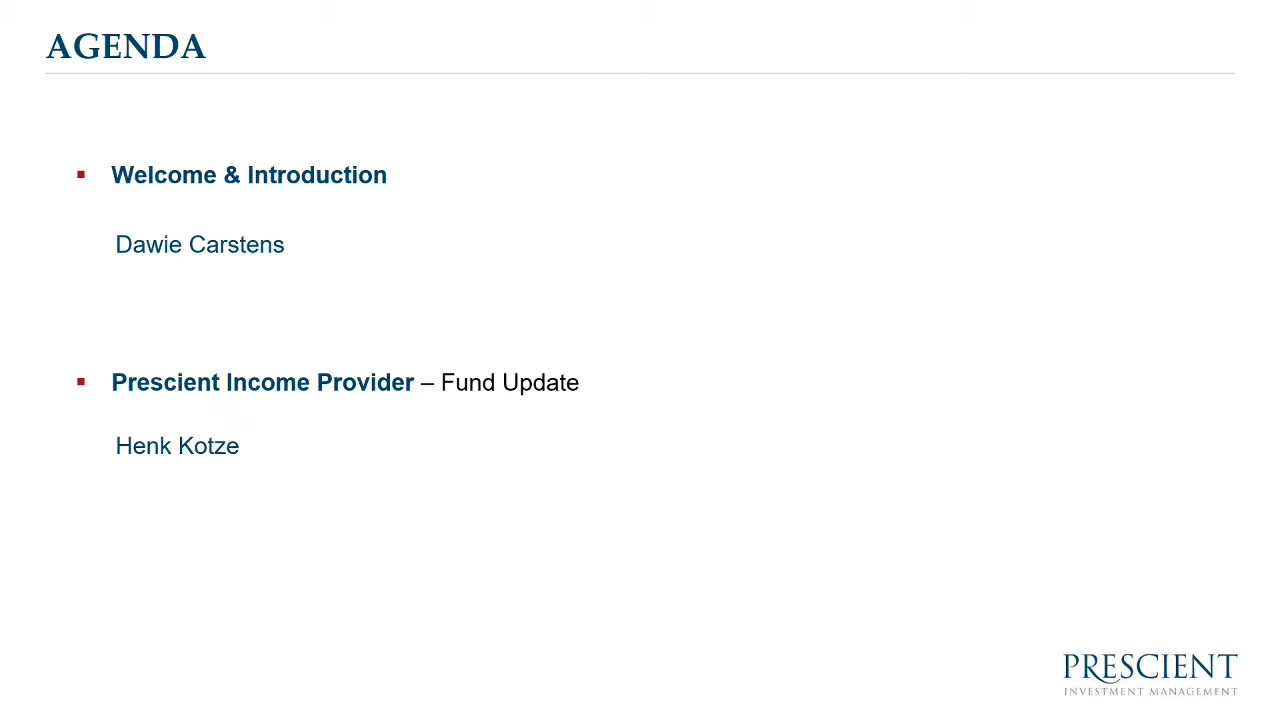 AGENDA
▪ Welcome & Introduction
Dawie Carstens
▪ Prescient Income Provider – Fund Update
Henk Kotze
PRESCIENT
INVESTMENT MANAGEMENT